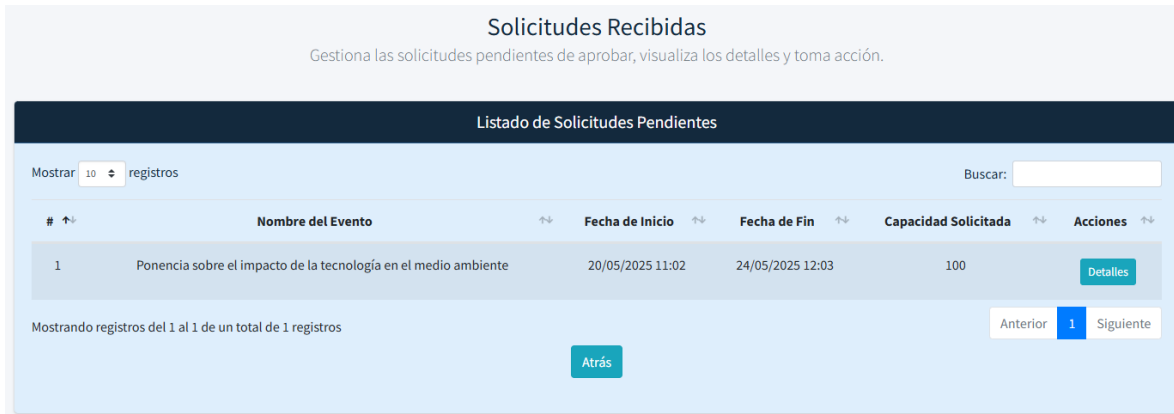 Solicitudes Recibidas
Gestiona las solicitudes pendientes de aprobar, visualiza los detalles y toma acción.
Listado de Solicitudes Pendientes
Mostrar 10 registros
Buscar:
# Nombre del Evento Fecha de Inicio Fecha de Fin Capacidad Solicitada Acciones
1 Ponencia sobre el impacto de la tecnología en el medio ambiente 20/05/2025 11:02 24/05/2025 12:03 100 Detalles
Mostrando registros del 1 al 1 de un total de 1 registros
Anterior 1 Siguiente
Atrás